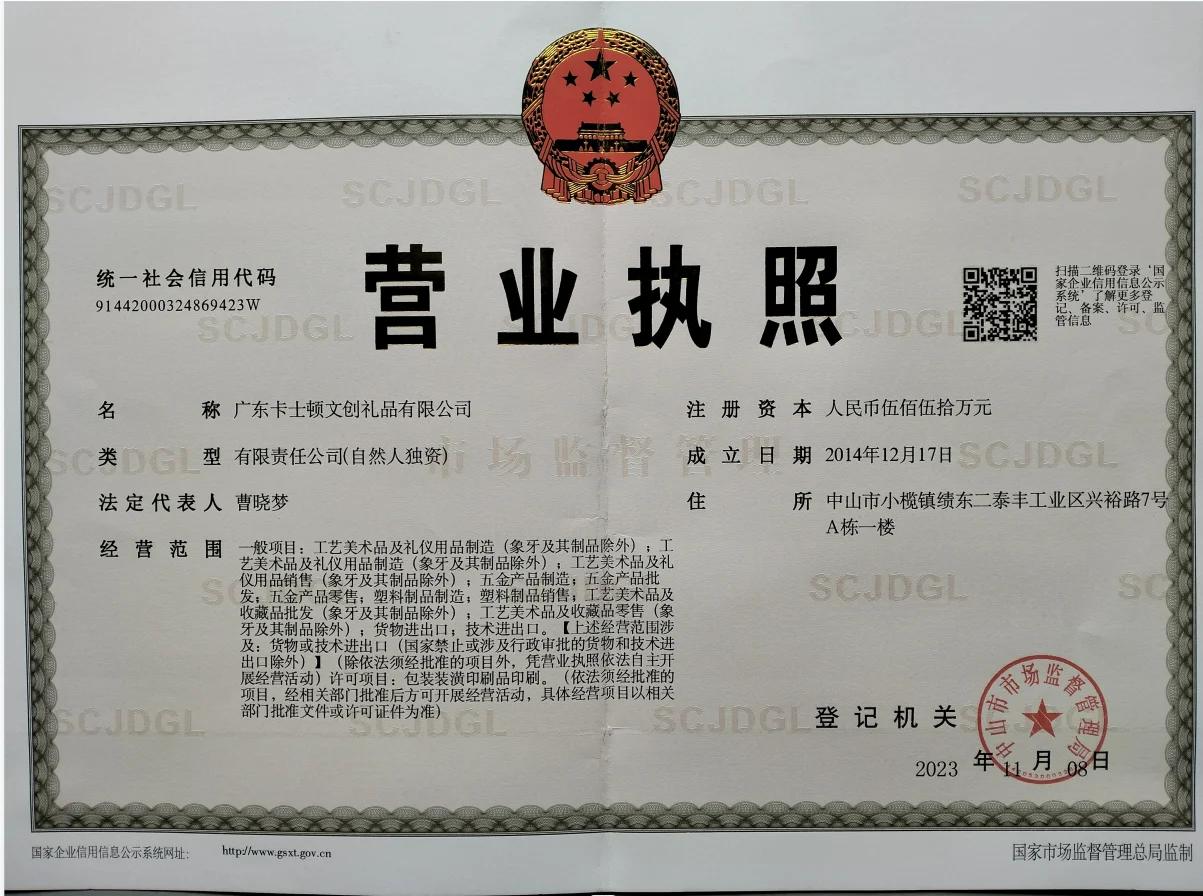 营业执照
统一社会信用代码
91442000324869423W
扫描二维码登录‘国
家企业信用信息公示
系统’了解更多登
记、备案、许可、监
管信息
名 称 广东卡士顿文创礼品有限公司
类 型 有限责任公司(自然人独资)
法定代表人 曹晓梦
经营范围 一般项目：工艺美术品及礼仪用品制造（象牙及其制品除外）；工
艺美术品及礼仪用品制造（象牙及其制品除外）；工艺美术品及礼
仪用品销售（象牙及其制品除外）；五金产品制造；五金产品批
发；五金产品零售；塑料制品制造；塑料制品销售；工艺美术品及
收藏品批发（象牙及其制品除外）；工艺美术品及收藏品零售（象
牙及其制品除外）；货物进出口；技术进出口。【上述经营范围涉
及：货物或技术进出口（国家禁止或涉及行政审批的货物和技术进
出口除外）】（除依法须经批准的项目外，凭营业执照依法自主开
展经营活动）许可项目：包装装潢印刷品印刷。（依法须经批准的
项目，经相关部门批准后方可开展经营活动，具体经营项目以相关
部门批准文件或许可证件为准）
注册资本 人民币伍佰伍拾万元
成立日期 2014年12月17日
住 所 中山市小榄镇绩东二泰丰工业区兴裕路7号
A栋一楼
登记机关
中山市市场监督管理局
2023 年 11 月 08 日
国家企业信用信息公示系统网址：
http://www.gsxt.gov.cn
国家市场监督管理总局监制
SCJDGL
SCJDGL
SCJDGL
SCJDGL
SCJDGL
SCJDGL
SCJDGL
市场监督管理
SCJDGL
SCJDGL
SCJDGL
SCJDGL
SCJDGL
SCJDGL